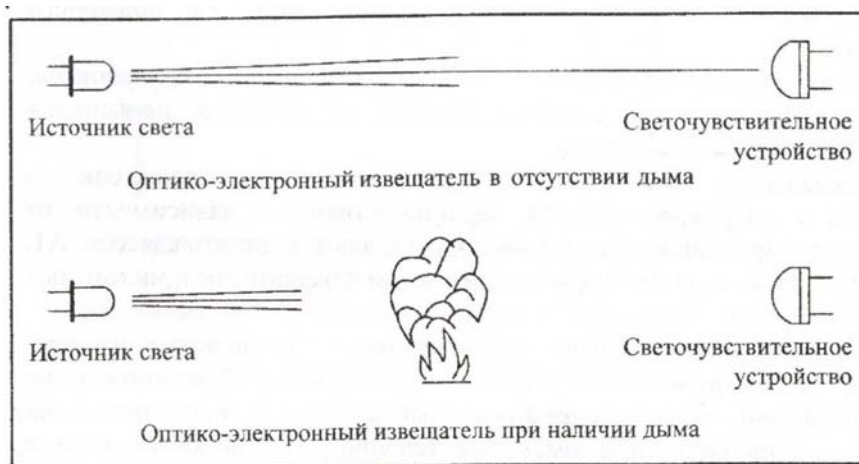 Источник света
Светочувствительное
устройство
Оптико-электронный извещатель в отсутствии дыма
Источник света
Светочувствительное
устройство
Оптико-электронный извещатель при наличии дыма